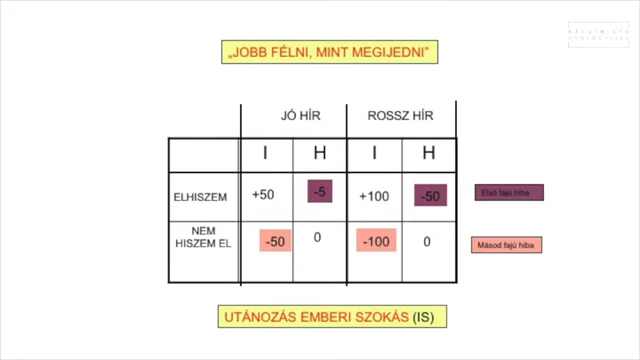 „JOBB FÉLNI, MINT MEGIJEDNI”
JÓ HÍR ROSSZ HÍR
I H I H
ELHISZEM +50 -5 +100 -50 Első fajú hiba
NEM
HISZEM EL -50 0 -100 0 Másod fajú hiba
UTÁNOZÁS EMBERI SZOKÁS (IS)